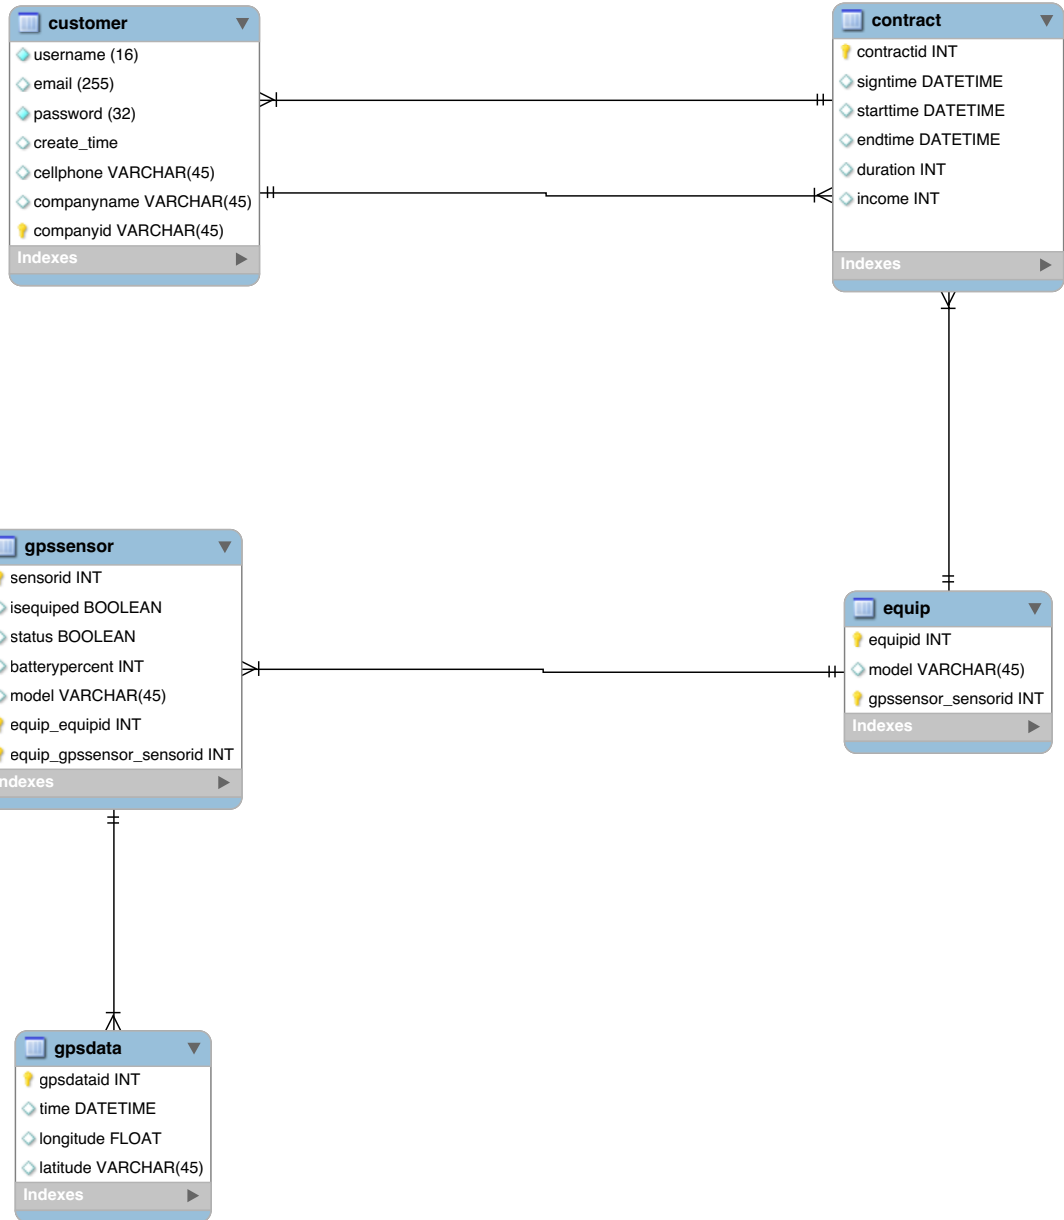 customer
username (16)
email (255)
password (32)
create_time
cellphone VARCHAR(45)
companyname VARCHAR(45)
companyid VARCHAR(45)
Indexes
contract
contractid INT
signtime DATETIME
starttime DATETIME
endtime DATETIME
duration INT
income INT
Indexes
gpssensor
sensorid INT
isequiped BOOLEAN
status BOOLEAN
batterypercent INT
model VARCHAR(45)
equip_equipid INT
equip_gpssensor_sensorid INT
Indexes
equip
equipid INT
model VARCHAR(45)
gpssensor_sensorid INT
Indexes
gpsdata
gpsdataid INT
time DATETIME
longitude FLOAT
latitude VARCHAR(45)
Indexes